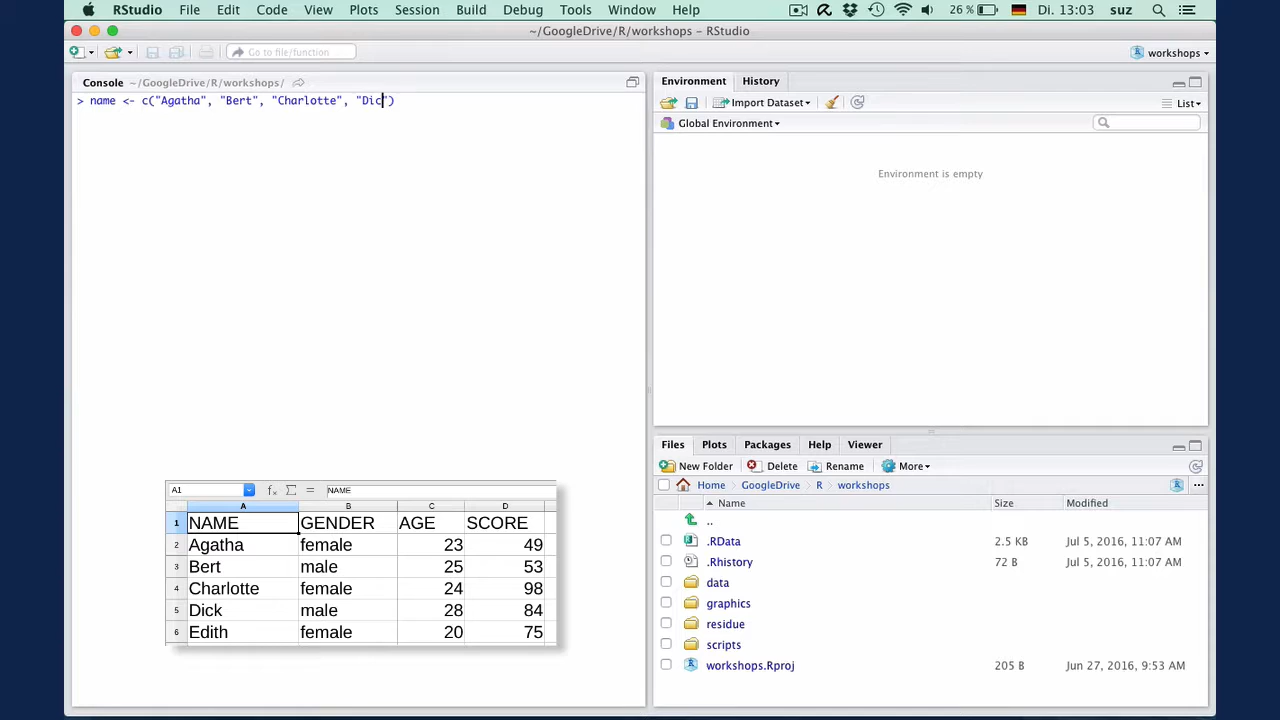 RStudio File Edit Code View Plots Session Build Debug Tools Window Help 26 % Di. 13:03 suz
~/GoogleDrive/R/workshops – RStudio
Go to file/function workshops
Console ~/GoogleDrive/R/workshops/
> name <- c("Agatha", "Bert", "Charlotte", "Dic")
Environment History
Import Dataset List
Global Environment
Environment is empty
Files Plots Packages Help Viewer
New Folder Delete Rename More
Home GoogleDrive R workshops ...
Name Size Modified
..
.RData 2.5 KB Jul 5, 2016, 11:07 AM
.Rhistory 72 B Jul 5, 2016, 11:07 AM
data
graphics
residue
scripts
workshops.Rproj 205 B Jun 27, 2016, 9:53 AM
A1 fx Σ = NAME
A B C D
1 NAME GENDER AGE SCORE
2 Agatha female 23 49
3 Bert male 25 53
4 Charlotte female 24 98
5 Dick male 28 84
6 Edith female 20 75